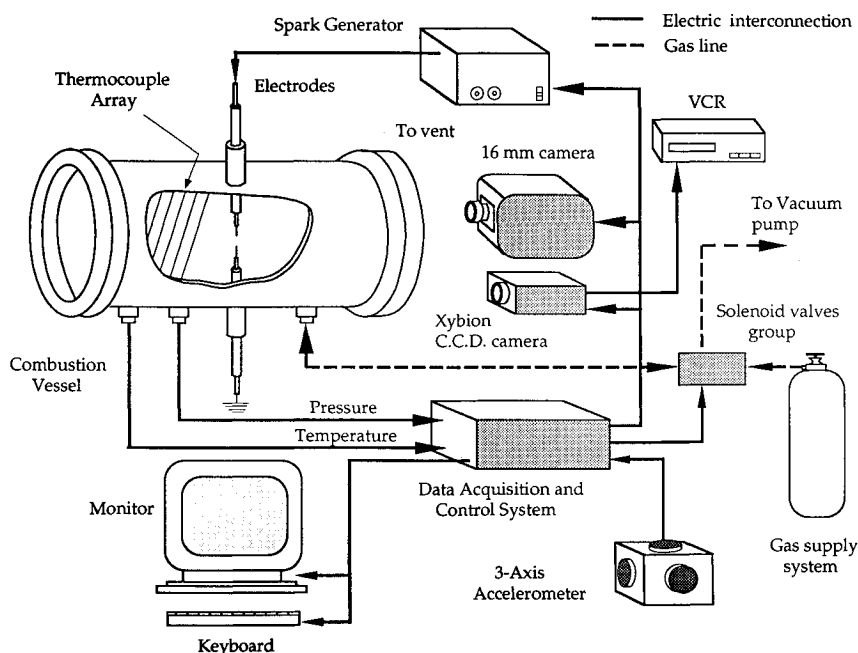 Spark Generator
Electric interconnection
Gas line
Thermocouple
Array
Electrodes
VCR
To vent
16 mm camera
To Vacuum
pump
Xybion
C.C.D. camera
Solenoid valves
group
Combustion
Vessel
Pressure
Temperature
Monitor
Data Acquisition and
Control System
Gas supply
system
3-Axis
Accelerometer
Keyboard